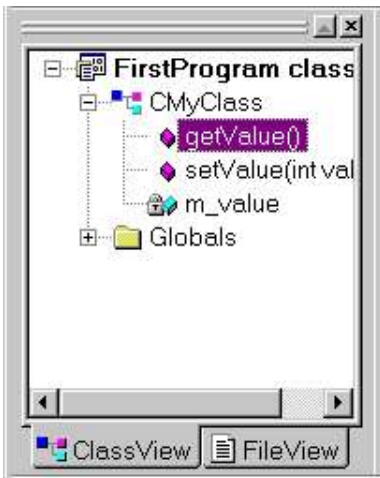 FirstProgram class
CMyClass
getValue()
setValue(int val
m_value
Globals
ClassView FileView